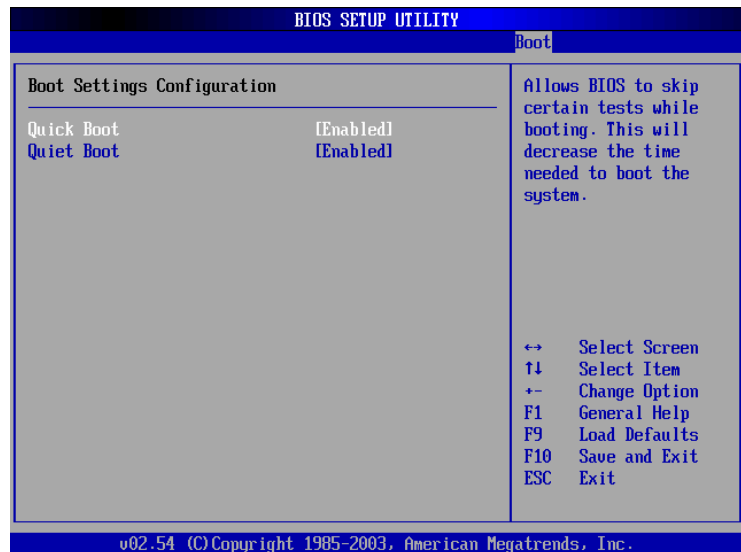 BIOS SETUP UTILITY
Boot
Boot Settings Configuration
Quick Boot [Enabled]
Quiet Boot [Enabled]
Allows BIOS to skip
certain tests while
booting. This will
decrease the time
needed to boot the
system.
↔ Select Screen
↑↓ Select Item
+- Change Option
F1 General Help
F9 Load Defaults
F10 Save and Exit
ESC Exit
v02.54 (C)Copyright 1985-2003, American Megatrends, Inc.